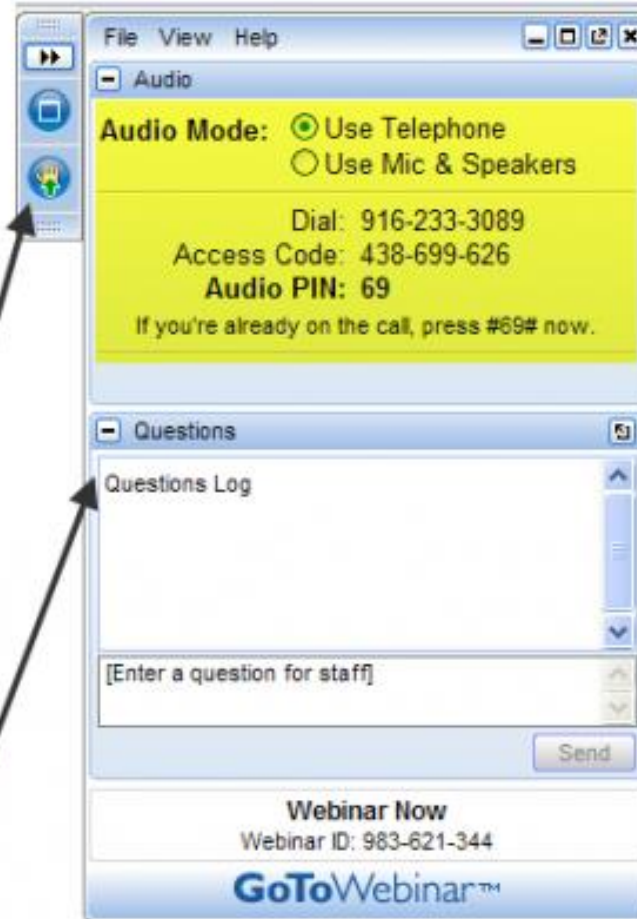 File View Help
Audio
Audio Mode: Use Telephone
Use Mic & Speakers
Dial: 916-233-3089
Access Code: 438-699-626
Audio PIN: 69
If you're already on the call, press #69# now.
Questions
Questions Log
[Enter a question for staff]
Send
Webinar Now
Webinar ID: 983-621-344
GoToWebinar™